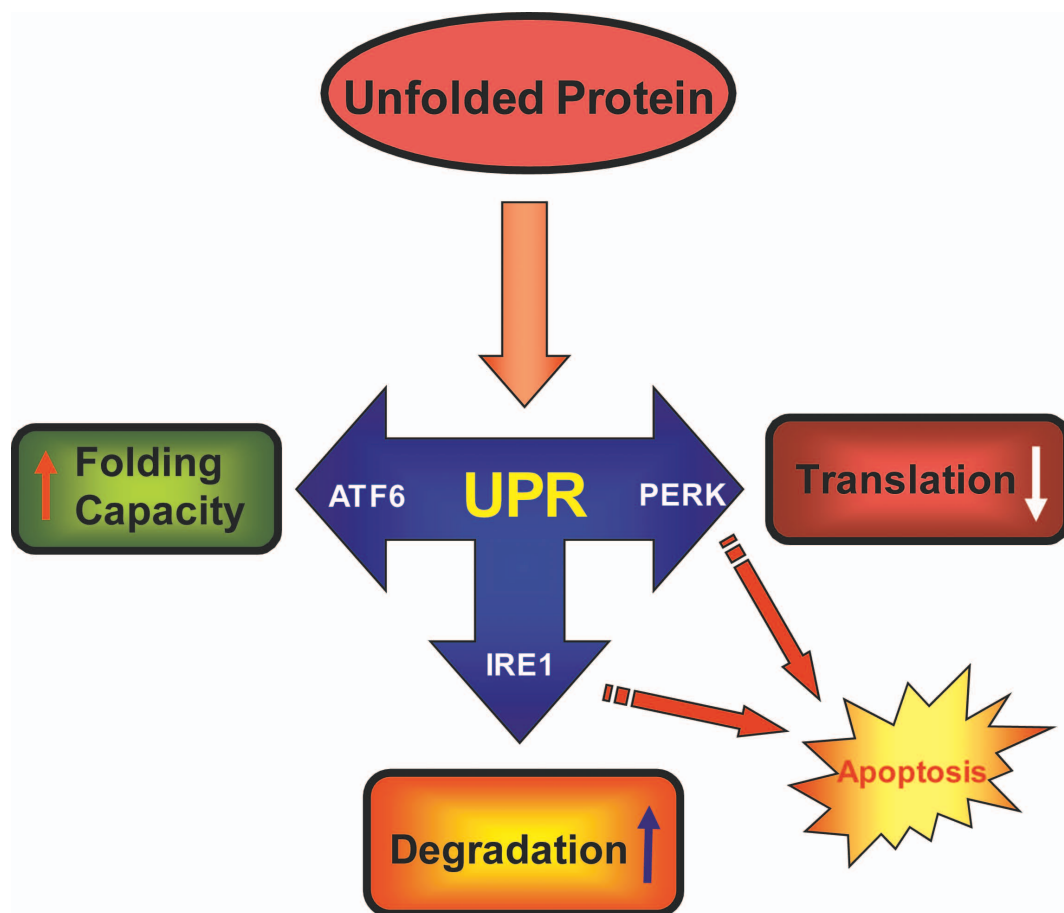 Unfolded Protein
Folding
Capacity
ATF6
UPR
PERK
Translation
IRE1
Apoptosis
Degradation